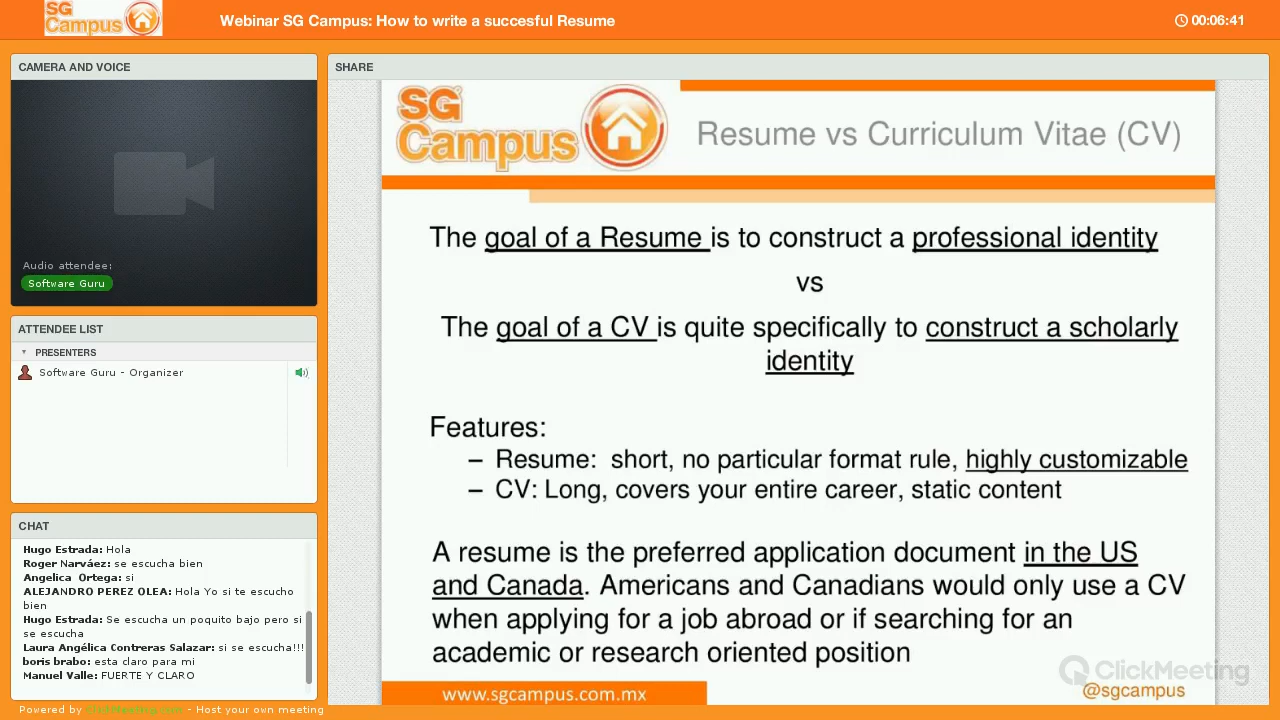 SG
Campus
Webinar SG Campus: How to write a succesful Resume
00:06:41
CAMERA AND VOICE
Audio attendee:
Software Guru
ATTENDEE LIST
PRESENTERS
Software Guru - Organizer
CHAT
Hugo Estrada: Hola
Roger Narváez: se escucha bien
Angelica Ortega: si
ALEJANDRO PEREZ OLEA: Hola Yo si te escucho
bien
Hugo Estrada: Se escucha un poquito bajo pero si
se escucha
Laura Angélica Contreras Salazar: si se escucha!!!
boris brabo: esta claro para mi
Manuel Valle: FUERTE Y CLARO
Powered by ClickMeeting.com - Host your own meeting
SHARE
SG
Campus
Resume vs Curriculum Vitae (CV)
The goal of a Resume is to construct a professional identity
vs
The goal of a CV is quite specifically to construct a scholarly
identity
Features:
– Resume: short, no particular format rule, highly customizable
– CV: Long, covers your entire career, static content
A resume is the preferred application document in the US
and Canada. Americans and Canadians would only use a CV
when applying for a job abroad or if searching for an
academic or research oriented position
ClickMeeting
www.sgcampus.com.mx
@sgcampus